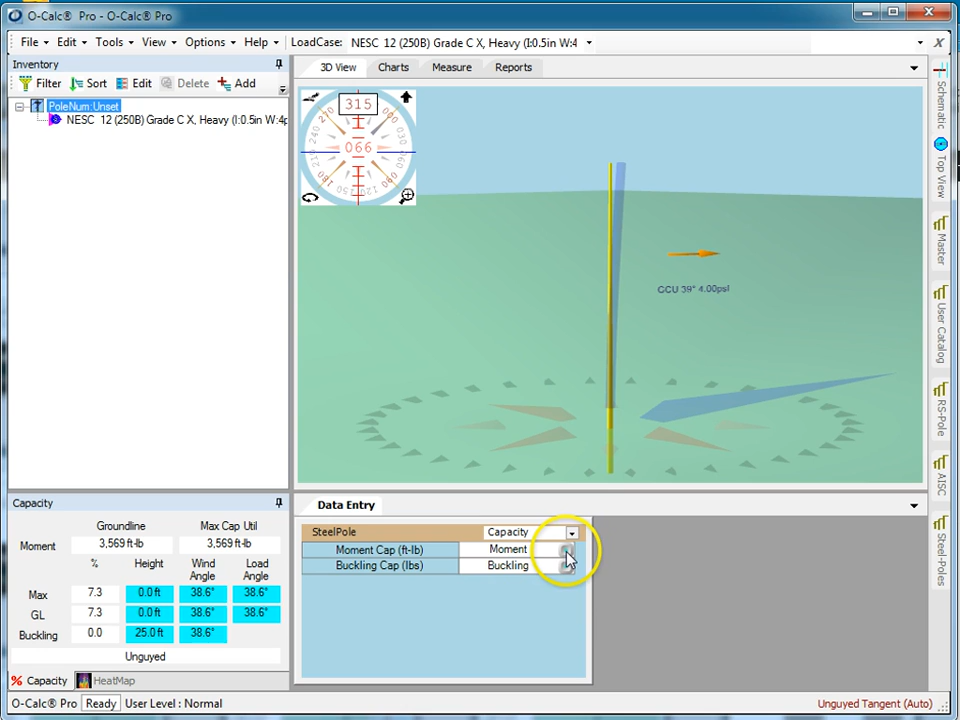 O-Calc® Pro - O-Calc® Pro
File Edit Tools View Options Help LoadCase: NESC 12 (250B) Grade C X, Heavy (I:0.5in W:4
Inventory
Filter Sort Edit Delete Add
PoleNum:Unset
NESC 12 (250B) Grade C X, Heavy (I:0.5in W:4p
3D View Charts Measure Reports
315
066
CCU 39° 4.00psf
Schematic
Top View
Master
User Catalog
RS-Pole
AISC
Steel-Poles
Capacity
Groundline Max Cap Util
Moment 3,569 ft-lb 3,569 ft-lb
% Height Wind Angle Load Angle
Max 7.3 0.0 ft 38.6° 38.6°
GL 7.3 0.0 ft 38.6° 38.6°
Buckling 0.0 25.0 ft 38.6°
Unguyed
% Capacity HeatMap
Data Entry
SteelPole Capacity
Moment Cap (ft-lb) Moment
Buckling Cap (lbs) Buckling
O-Calc® Pro Ready User Level : Normal Unguyed Tangent (Auto)